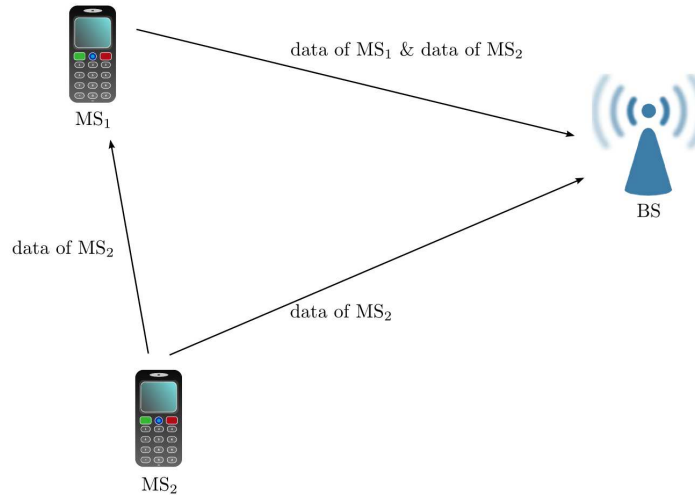 data of MS₁ & data of MS₂
MS₁
BS
data of MS₂
data of MS₂
MS₂